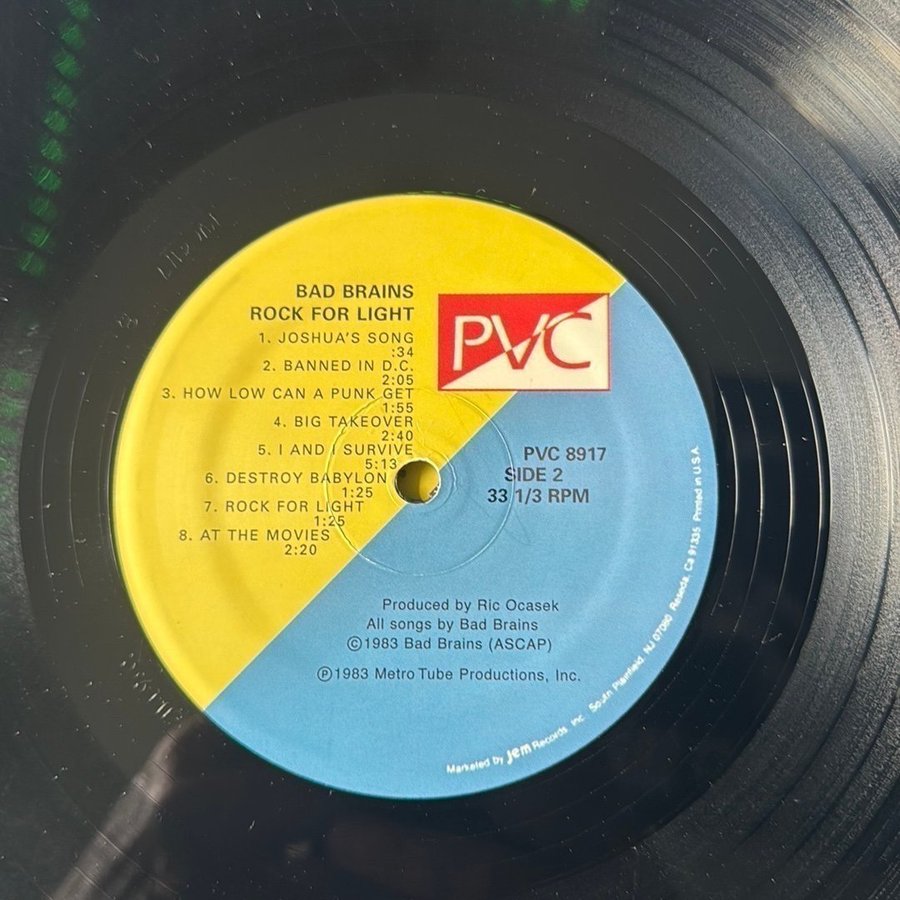 BAD BRAINS
ROCK FOR LIGHT
1. JOSHUA'S SONG
:34
2. BANNED IN D.C.
2:05
3. HOW LOW CAN A PUNK GET
1:55
4. BIG TAKEOVER
2:40
5. I AND I SURVIVE
5:13
6. DESTROY BABYLON
1:25
7. ROCK FOR LIGHT
1:25
8. AT THE MOVIES
2:20
PVC
PVC 8917
SIDE 2
33 1/3 RPM
Produced by Ric Ocasek
All songs by Bad Brains
©1983 Bad Brains (ASCAP)
℗1983 Metro Tube Productions, Inc.
Marketed by Jem Records Inc. South Plainfield, NJ 07080 Reseda, Ca 91335 Printed in U.S.A.